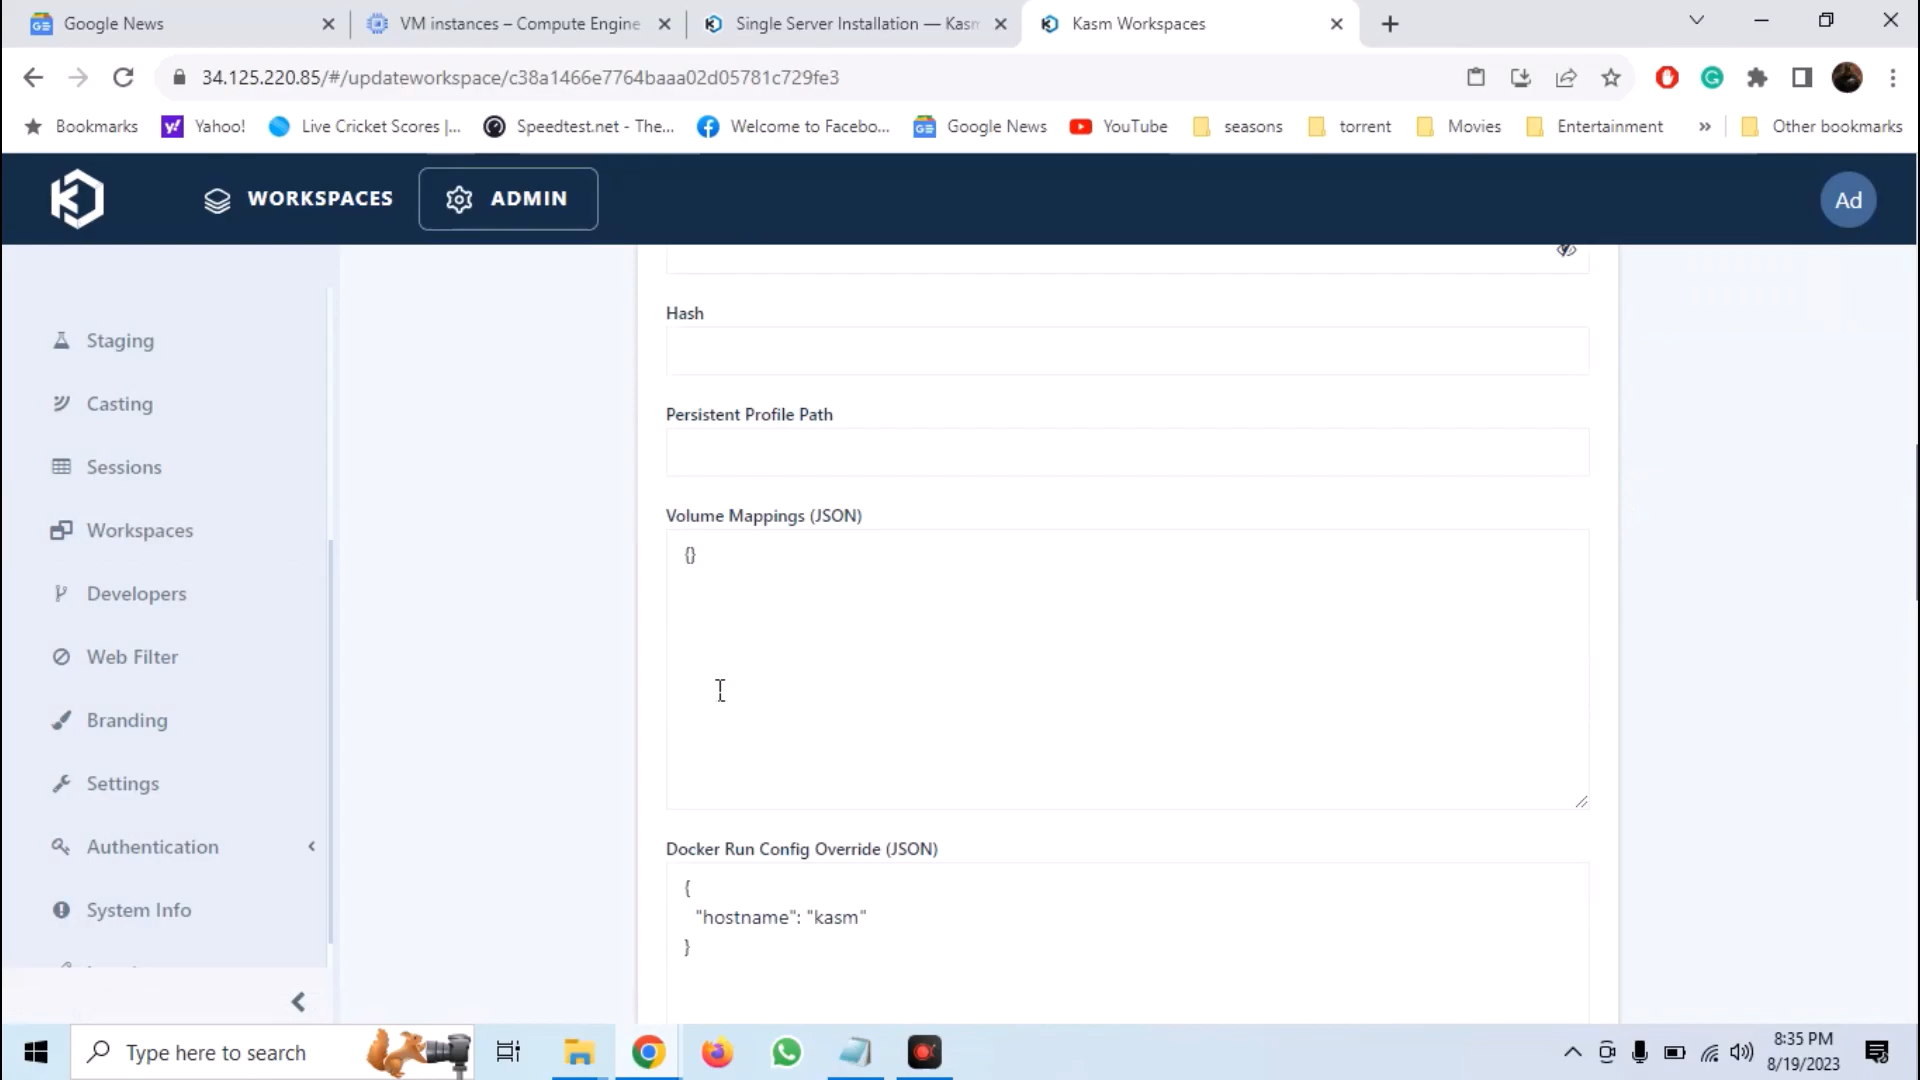 Google News
VM instances – Compute Engine
Single Server Installation — Kasm
Kasm Workspaces
34.125.220.85/#/updateworkspace/c38a1466e7764baaa02d05781c729fe3
Bookmarks
Yahoo!
Live Cricket Scores |...
Speedtest.net - The...
Welcome to Facebo...
Google News
YouTube
seasons
torrent
Movies
Entertainment
»
Other bookmarks
WORKSPACES
ADMIN
Ad
Hash
Persistent Profile Path
Volume Mappings (JSON)
{}
Docker Run Config Override (JSON)
{
"hostname": "kasm"
}
Staging
Casting
Sessions
Workspaces
Developers
Web Filter
Branding
Settings
Authentication
System Info
Type here to search
8:35 PM
8/19/2023